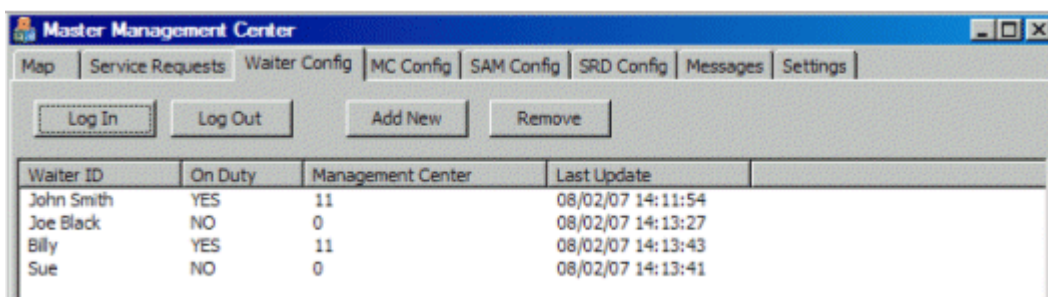 Master Management Center
Map Service Requests Waiter Config MC Config SAM Config SRD Config Messages Settings
Log In Log Out Add New Remove
Waiter ID On Duty Management Center Last Update
John Smith YES 11 08/02/07 14:11:54
Joe Black NO 0 08/02/07 14:13:27
Billy YES 11 08/02/07 14:13:43
Sue NO 0 08/02/07 14:13:41